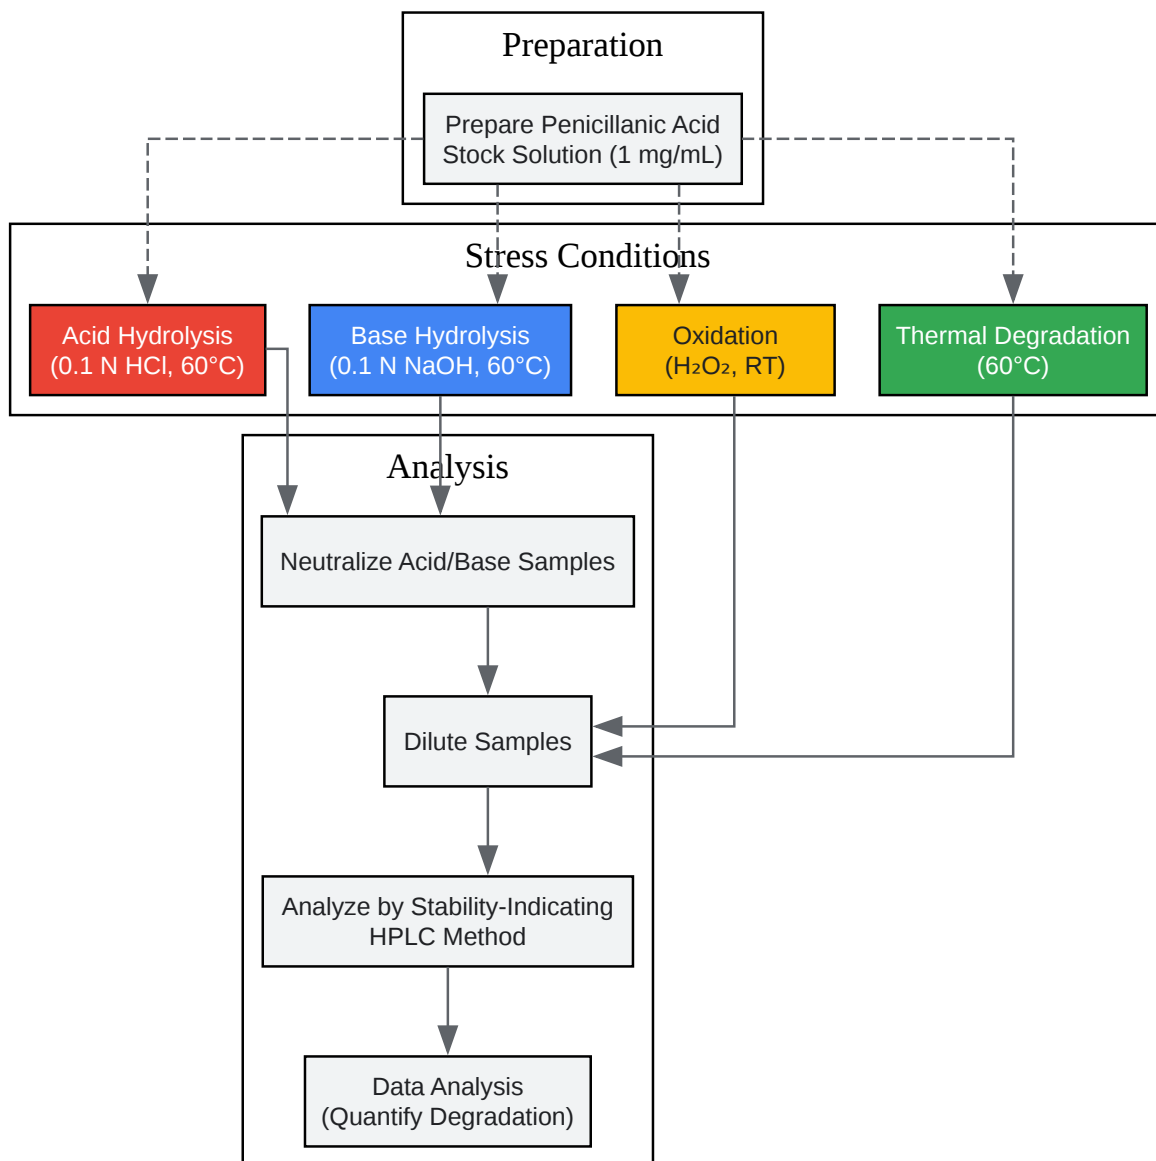 Preparation
Prepare Penicillanic Acid
Stock Solution (1 mg/mL)
Stress Conditions
Acid Hydrolysis
(0.1 N HCl, 60°C)
Base Hydrolysis
(0.1 N NaOH, 60°C)
Oxidation
(H₂O₂, RT)
Thermal Degradation
(60°C)
Analysis
Neutralize Acid/Base Samples
Dilute Samples
Analyze by Stability-Indicating
HPLC Method
Data Analysis
(Quantify Degradation)